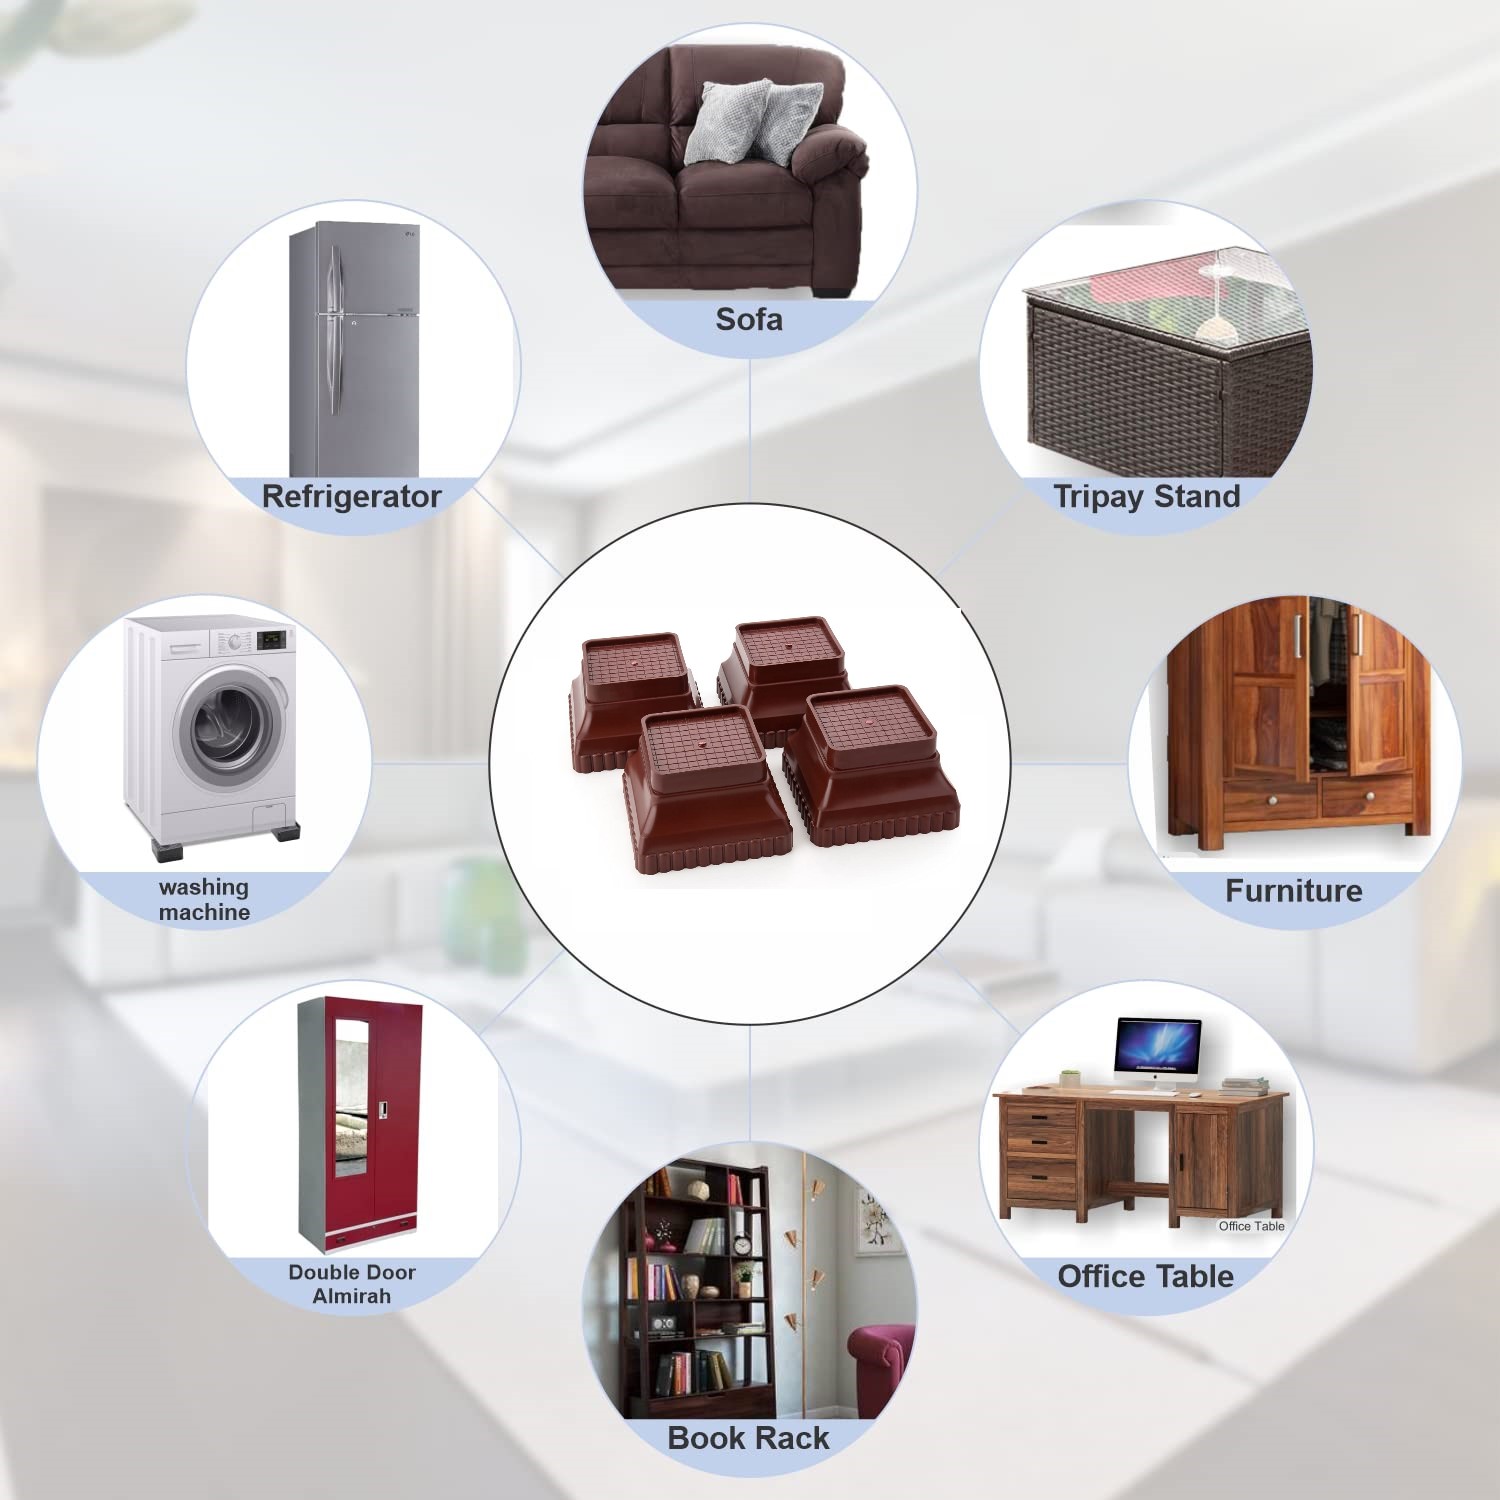 Sofa
Refrigerator
Tripay Stand
washing
machine
Furniture
Double Door
Almirah
Office Table
Office Table
Book Rack